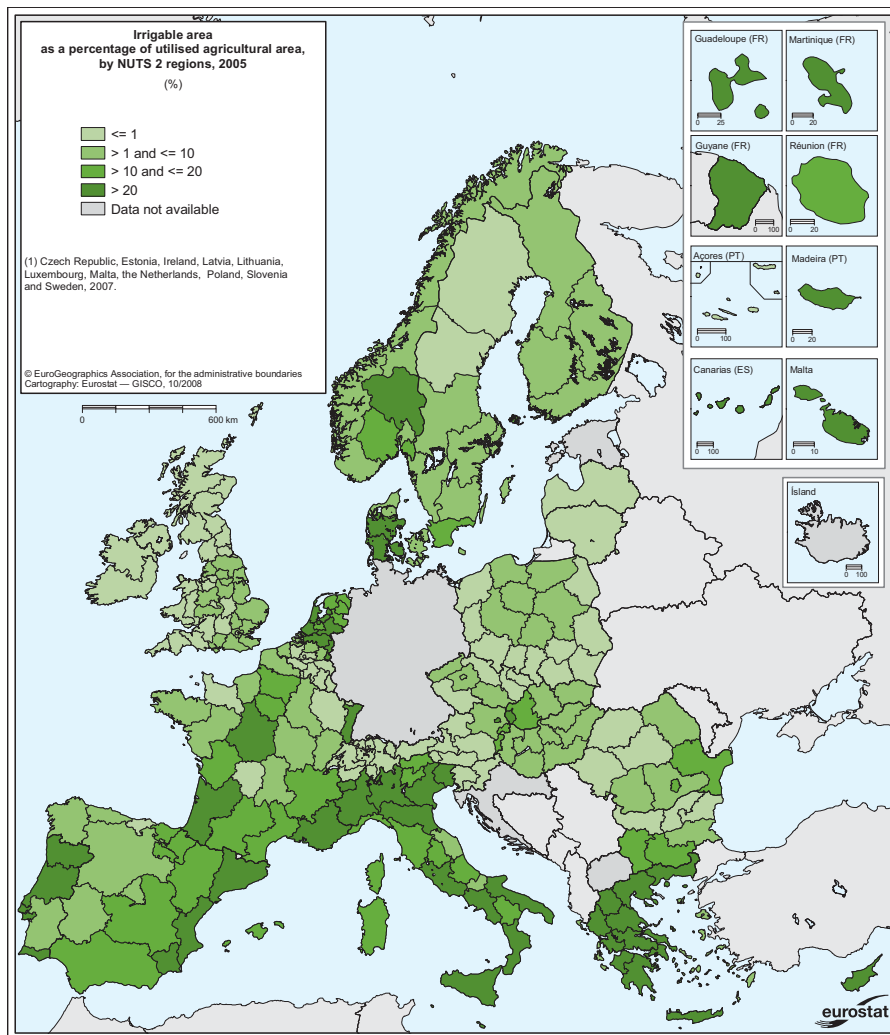 Irrigable area
as a percentage of utilised agricultural area,
by NUTS 2 regions, 2005
(%)
<= 1
> 1 and <= 10
> 10 and <= 20
> 20
Data not available
(1) Czech Republic, Estonia, Ireland, Latvia, Lithuania,
Luxembourg, Malta, the Netherlands, Poland, Slovenia
and Sweden, 2007.
© EuroGeographics Association, for the administrative boundaries
Cartography: Eurostat — GISCO, 10/2008
0 600 km
Guadeloupe (FR)
0 25
Martinique (FR)
0 20
Guyane (FR)
0 100
Réunion (FR)
0 20
Açores (PT)
0 100
Madeira (PT)
0 20
Canarias (ES)
0 100
Malta
0 10
Ísland
0 100
eurostat